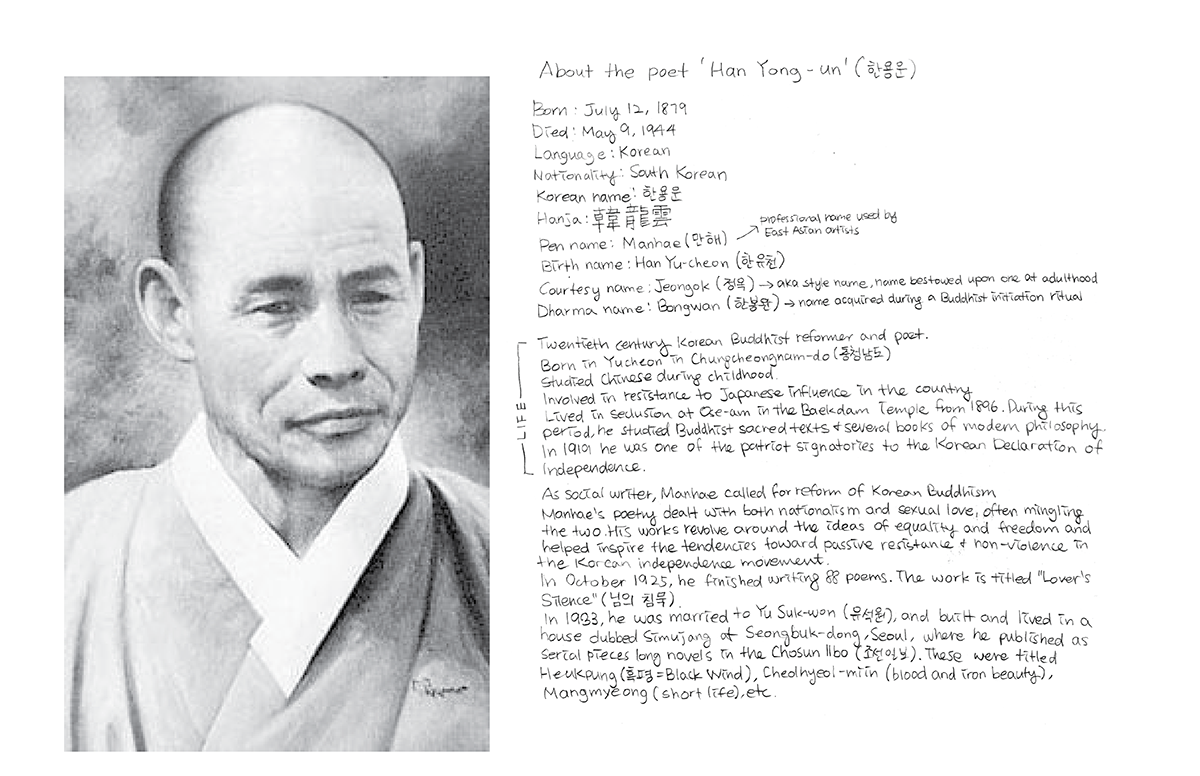 About the poet 'Han Yong-un' (한용운)
Born: July 12, 1879
Died: May 9, 1944
Language: Korean
Nationality: South Korean
Korean name: 한용운
Hanja: 韓龍雲
Pen name: Manhae (만해) → professional name used by
East Asian artists
Birth name: Han Yu-cheon (한유천)
Courtesy name: Jeongok (정옥) → aka style name, name bestowed upon one at adulthood
Dharma name: Bongwan (한봉완) → name acquired during a Buddhist initiation ritual
LIFE
Twentieth century Korean Buddhist reformer and poet.
Born in Yucheon in Chungcheongnam-do (충청남도)
Studied Chinese during childhood.
Involved in resistance to Japanese influence in the country
Lived in seclusion at Ose-am in the Baekdam Temple from 1896. During this
period, he studied Buddhist sacred texts & several books of modern philosophy.
In 1919 he was one of the patriot signatories to the Korean Declaration of
Independence.
As social writer, Manhae called for reform of Korean Buddhism
Manhae's poetry dealt with both nationalism and sexual love, often mingling
the two. His works revolve around the ideas of equality and freedom and
helped inspire the tendencies toward passive resistance & non-violence in
the Korean independence movement.
In October 1925, he finished writing 88 poems. The work is titled "Lover's
Silence" (님의 침묵).
In 1933, he was married to Yu Suk-won (유석원), and built and lived in a
house dubbed Simujang at Seongbuk-dong, Seoul, where he published as
serial pieces long novels in the Chosun Ilbo (조선일보). These were titled
Heukpung (흑평=Black Wind), Cheolhyeol-miin (blood and iron beauty),
Mangmyeong (short life), etc.